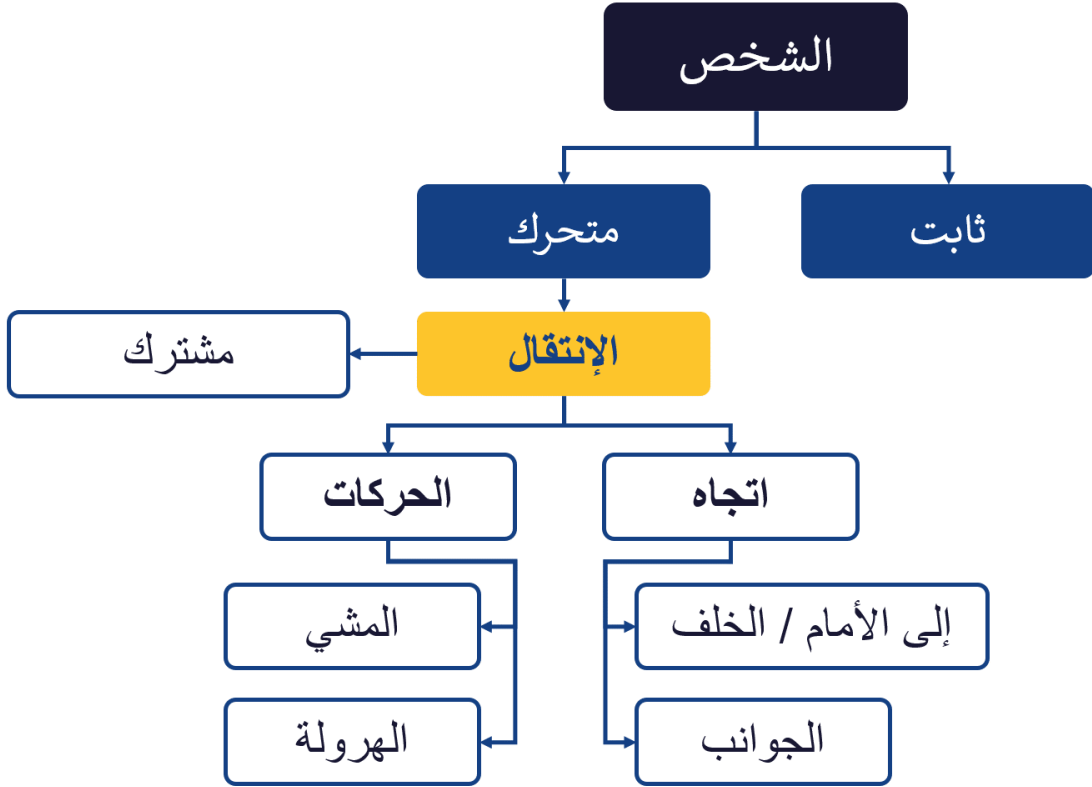 الشخص
ثابت
متحرك
الإنتقال
مشترك
اتجاه
الحركات
إلى الأمام / الخلف
المشي
الجوانب
الهرولة